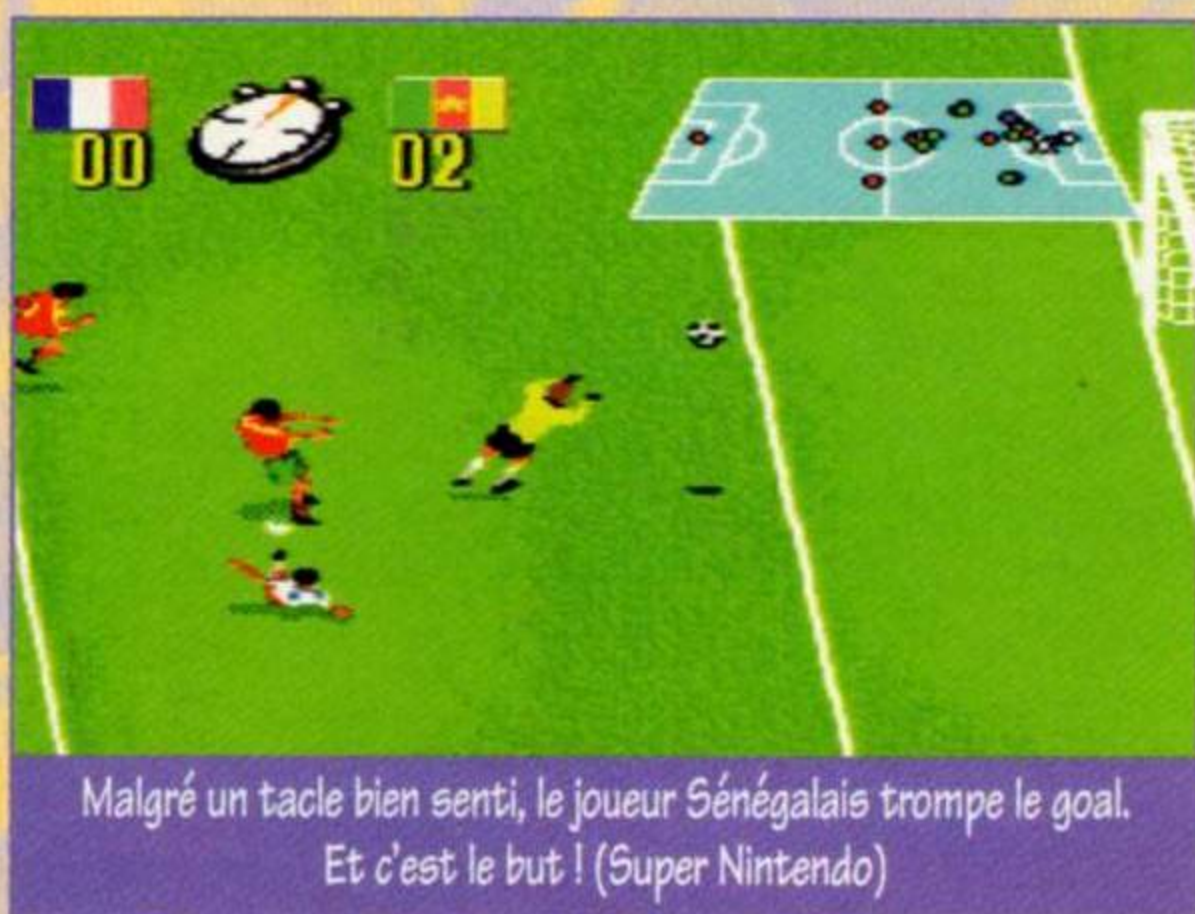 00 02
Malgré un tacle bien senti, le joueur Sénégalais trompe le goal.
Et c'est le but ! (Super Nintendo)